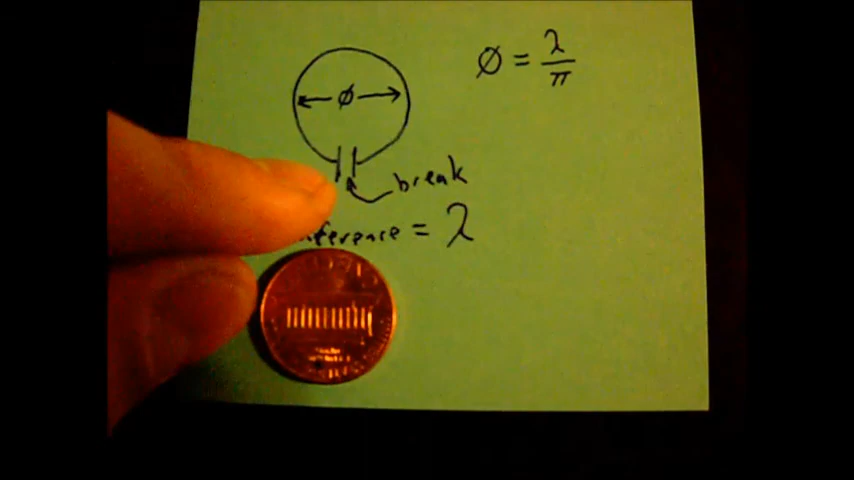 ø = λ/π
ø
break
= λ